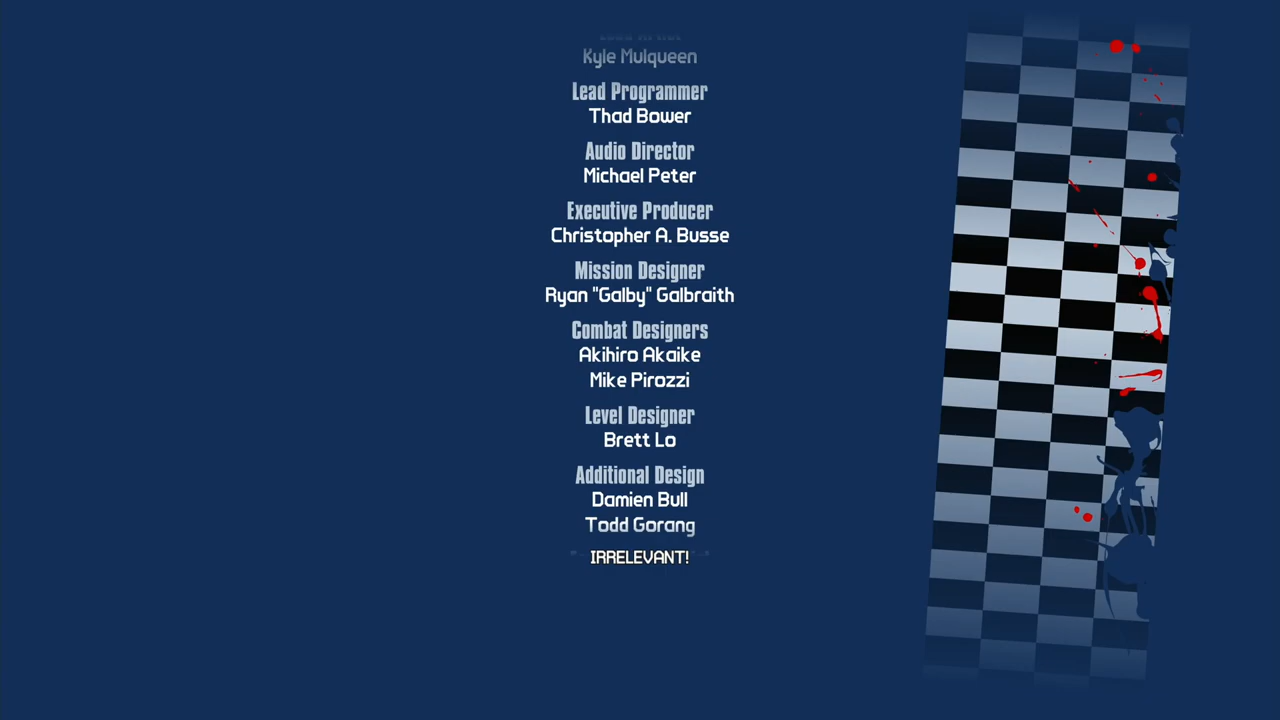 Kyle Mulqueen
Lead Programmer
Thad Bower
Audio Director
Michael Peter
Executive Producer
Christopher A. Busse
Mission Designer
Ryan "Galby" Galbraith
Combat Designers
Akihiro Akaike
Mike Pirozzi
Level Designer
Brett Lo
Additional Design
Damien Bull
Todd Gorang
IRRELEVANT!